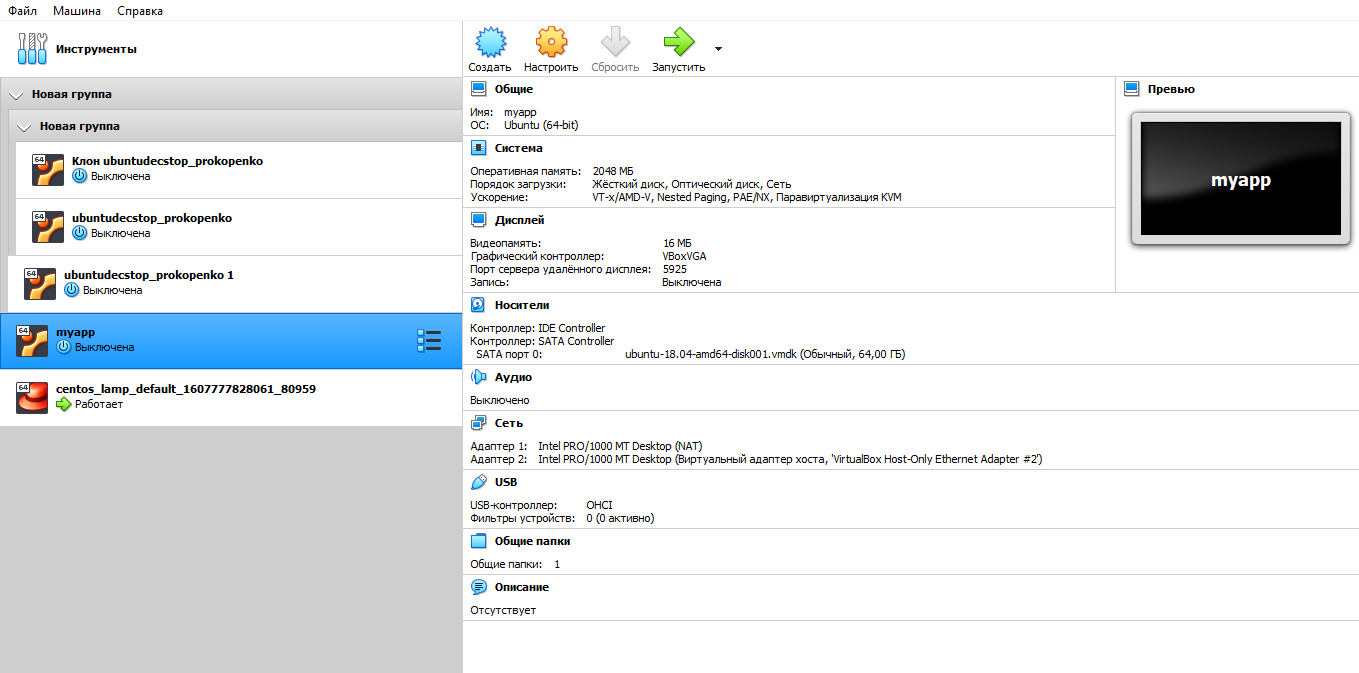 Файл Машина Справка
Инструменты
Новая группа
Новая группа
64
Клон ubuntudecstop_prokopenko
Выключена
64
ubuntudecstop_prokopenko
Выключена
64
ubuntudecstop_prokopenko 1
Выключена
64
myapp
Выключена
64
centos_lamp_default_1607777828061_80959
Работает
Создать Настроить Сбросить Запустить
Общие
Имя: myapp
ОС: Ubuntu (64-bit)
Система
Оперативная память: 2048 МБ
Порядок загрузки: Жёсткий диск, Оптический диск, Сеть
Ускорение: VT-x/AMD-V, Nested Paging, PAE/NX, Паравиртуализация KVM
Дисплей
Видеопамять: 16 МБ
Графический контроллер: VBoxVGA
Порт сервера удалённого дисплея: 5925
Запись: Выключена
Носители
Контроллер: IDE Controller
Контроллер: SATA Controller
SATA порт 0: ubuntu-18.04-amd64-disk001.vmdk (Обычный, 64,00 ГБ)
Аудио
Выключено
Сеть
Адаптер 1: Intel PRO/1000 MT Desktop (NAT)
Адаптер 2: Intel PRO/1000 MT Desktop (Виртуальный адаптер хоста, 'VirtualBox Host-Only Ethernet Adapter #2')
USB
USB-контроллер: OHCI
Фильтры устройств: 0 (0 активно)
Общие папки
Общие папки: 1
Описание
Отсутствует
Превью
myapp